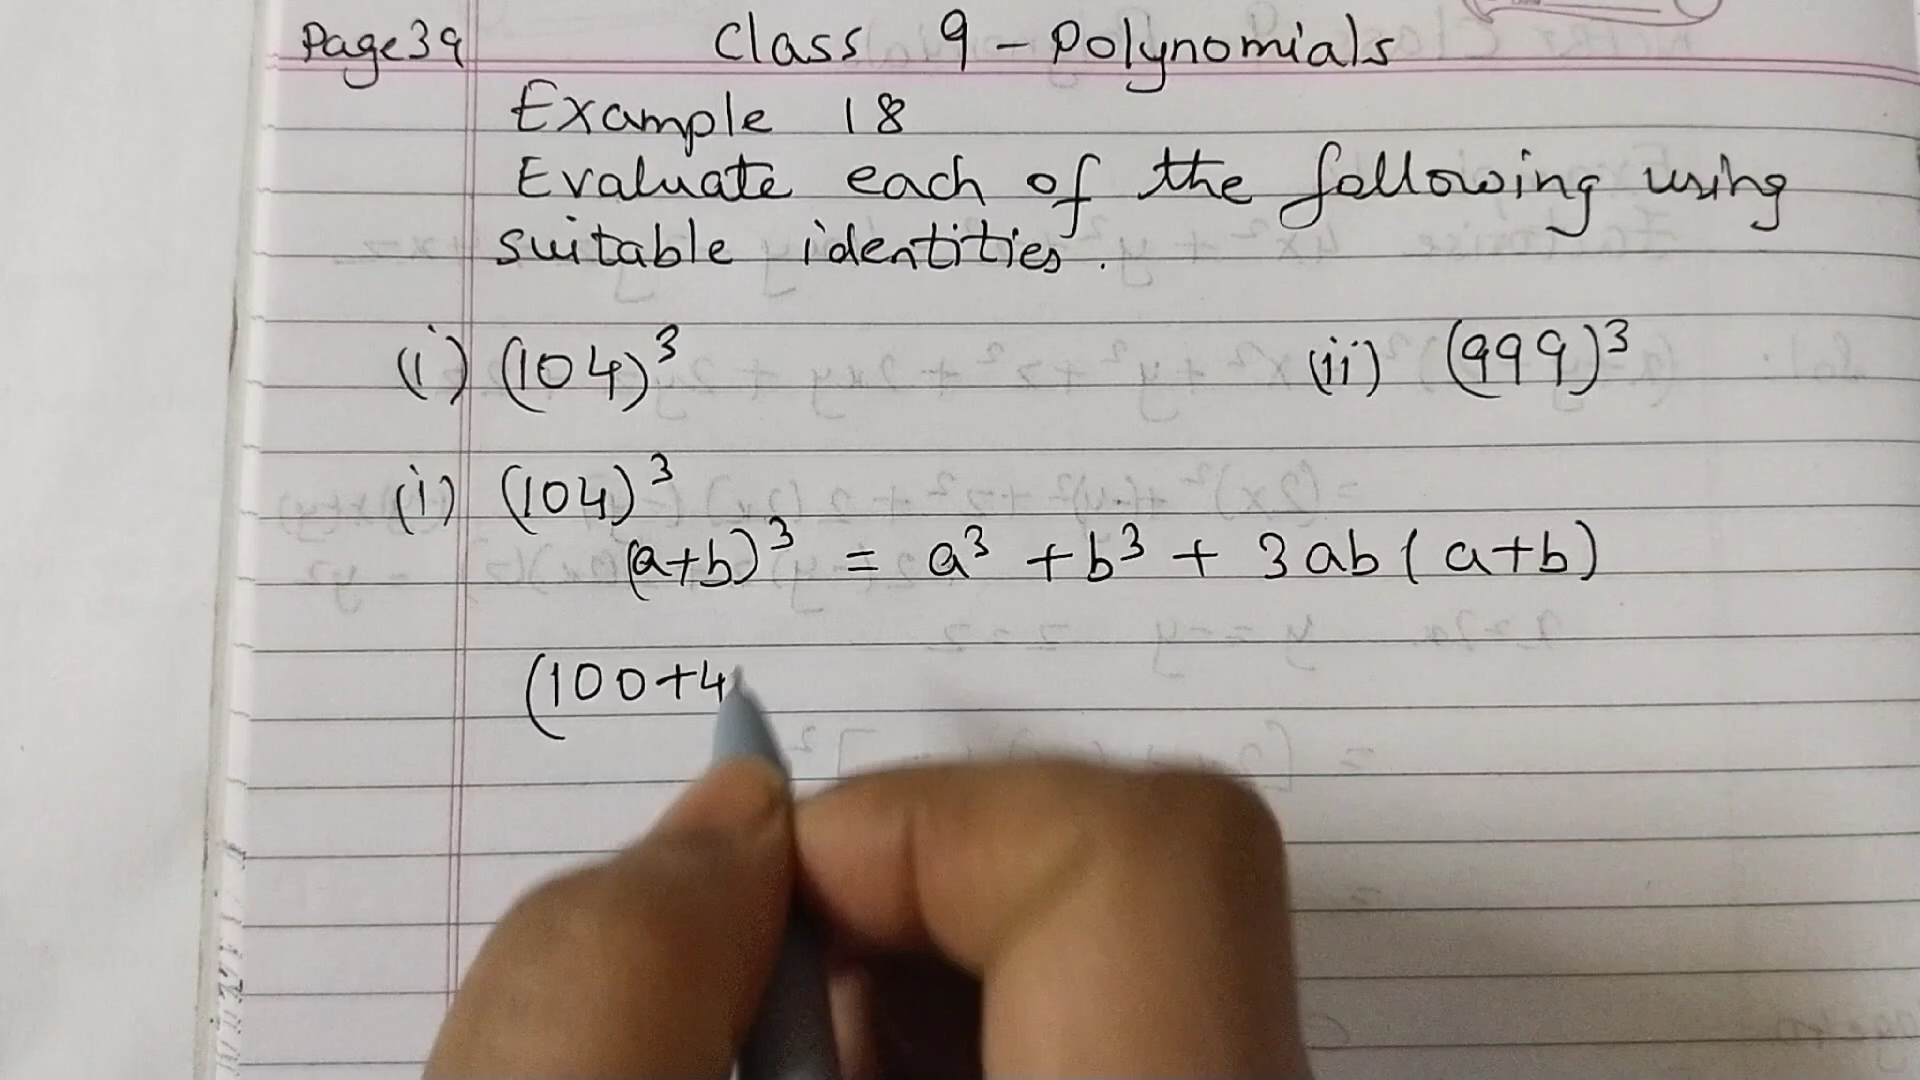 Page 39 Class 9 - Polynomials
Example 18
Evaluate each of the following using
suitable identities.
(i) (104)³ (ii) (999)³
(i) (104)³
(a+b)³ = a³ + b³ + 3ab(a+b)
(100+4